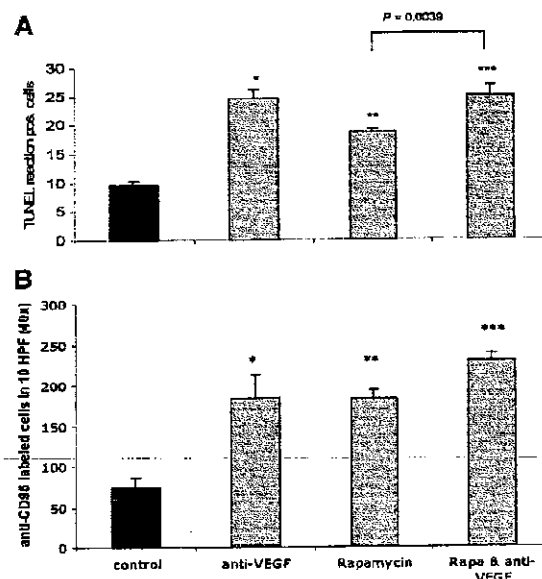 A
P = 0.0039
TUNEL reaction pos. cells
30
25
20
15
10
5
0
*
**
***
B
anti-CD95 labeled cells in 10 HPF (40x)
300
250
200
150
100
50
0
*
**
***
control
anti-VEGF
Rapamycin
Rapa & anti-
VEGF